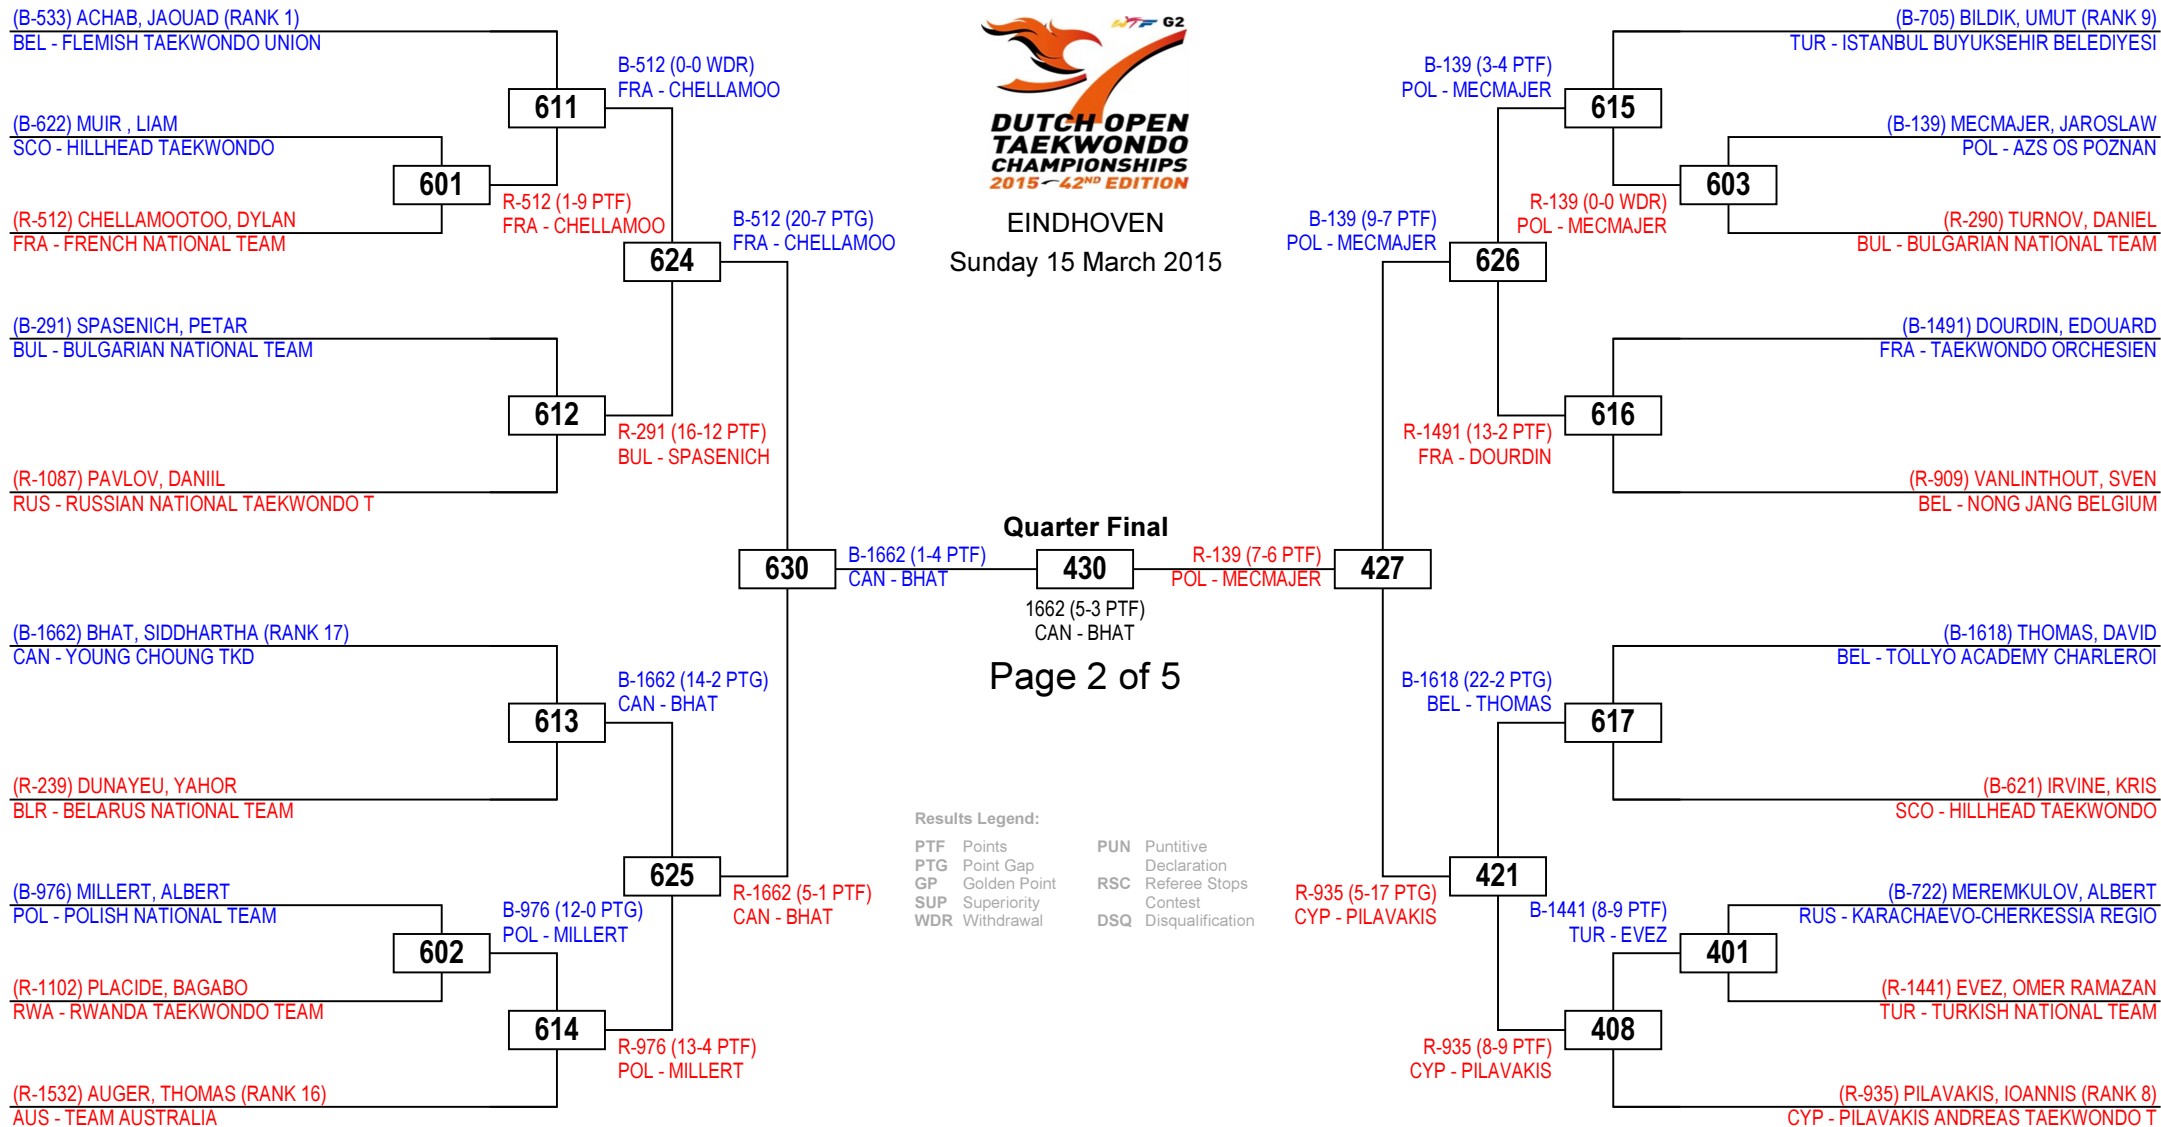 (B-533) ACHAB, JAOUAD (RANK 1)
BEL - FLEMISH TAEKWONDO UNION
611
B-512 (0-0 WDR)
FRA - CHELLAMOO
(B-622) MUIR , LIAM
SCO - HILLHEAD TAEKWONDO
601
R-512 (1-9 PTF)
FRA - CHELLAMOO
(R-512) CHELLAMOOTOO, DYLAN
FRA - FRENCH NATIONAL TEAM
624
B-512 (20-7 PTG)
FRA - CHELLAMOO
(B-291) SPASENICH, PETAR
BUL - BULGARIAN NATIONAL TEAM
612
R-291 (16-12 PTF)
BUL - SPASENICH
(R-1087) PAVLOV, DANIIL
RUS - RUSSIAN NATIONAL TAEKWONDO T
630
B-1662 (1-4 PTF)
CAN - BHAT
(B-1662) BHAT, SIDDHARTHA (RANK 17)
CAN - YOUNG CHOUNG TKD
613
B-1662 (14-2 PTG)
CAN - BHAT
(R-239) DUNAYEU, YAHOR
BLR - BELARUS NATIONAL TEAM
625
R-1662 (5-1 PTF)
CAN - BHAT
(B-976) MILLERT, ALBERT
POL - POLISH NATIONAL TEAM
602
B-976 (12-0 PTG)
POL - MILLERT
(R-1102) PLACIDE, BAGABO
RWA - RWANDA TAEKWONDO TEAM
614
R-976 (13-4 PTF)
POL - MILLERT
(R-1532) AUGER, THOMAS (RANK 16)
AUS - TEAM AUSTRALIA
WTF G2
DUTCH OPEN
TAEKWONDO
CHAMPIONSHIPS
2015 ~ 42ND EDITION
EINDHOVEN
Sunday 15 March 2015
Quarter Final
430
1662 (5-3 PTF)
CAN - BHAT
Page 2 of 5
Results Legend:
PTF Points
PTG Point Gap
GP Golden Point
SUP Superiority
WDR Withdrawal
PUN Puntitive
Declaration
RSC Referee Stops
Contest
DSQ Disqualification
(B-705) BILDIK, UMUT (RANK 9)
TUR - ISTANBUL BUYUKSEHIR BELEDIYESI
B-139 (3-4 PTF)
POL - MECMAJER
615
(B-139) MECMAJER, JAROSLAW
POL - AZS OS POZNAN
603
R-139 (0-0 WDR)
POL - MECMAJER
(R-290) TURNOV, DANIEL
BUL - BULGARIAN NATIONAL TEAM
B-139 (9-7 PTF)
POL - MECMAJER
626
(B-1491) DOURDIN, EDOUARD
FRA - TAEKWONDO ORCHESIEN
616
R-1491 (13-2 PTF)
FRA - DOURDIN
(R-909) VANLINTHOUT, SVEN
BEL - NONG JANG BELGIUM
R-139 (7-6 PTF)
POL - MECMAJER
427
(B-1618) THOMAS, DAVID
BEL - TOLLYO ACADEMY CHARLEROI
B-1618 (22-2 PTG)
BEL - THOMAS
617
(B-621) IRVINE, KRIS
SCO - HILLHEAD TAEKWONDO
421
R-935 (5-17 PTG)
CYP - PILAVAKIS
(B-722) MEREMKULOV, ALBERT
RUS - KARACHAEVO-CHERKESSIA REGIO
B-1441 (8-9 PTF)
TUR - EVEZ
401
(R-1441) EVEZ, OMER RAMAZAN
TUR - TURKISH NATIONAL TEAM
408
R-935 (8-9 PTF)
CYP - PILAVAKIS
(R-935) PILAVAKIS, IOANNIS (RANK 8)
CYP - PILAVAKIS ANDREAS TAEKWONDO T